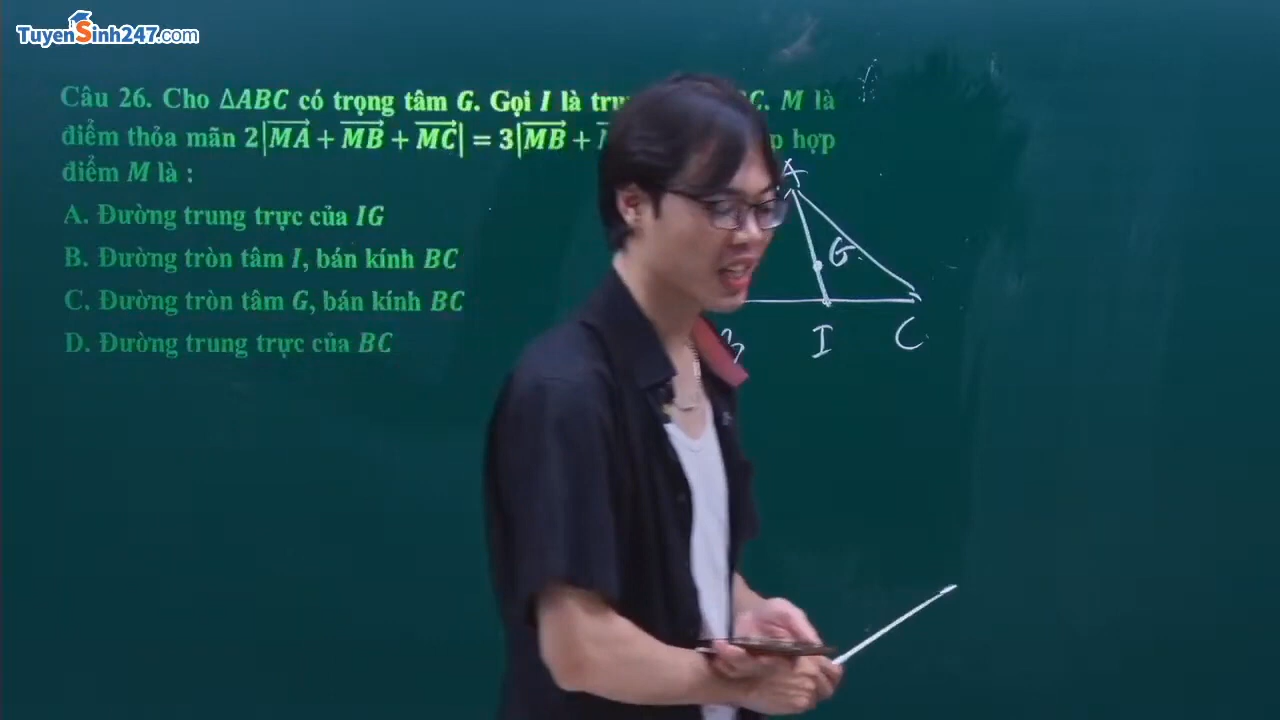 TuyenSinh247.com
Câu 26. Cho ΔABC có trọng tâm G. Gọi I là C. M là
điểm thỏa mãn 2|MA + MB + MC| = 3|MB + hợp
điểm M là :
A. Đường trung trực của IG
B. Đường tròn tâm I, bán kính BC
C. Đường tròn tâm G, bán kính BC
D. Đường trung trực của BC
A
G
B I C